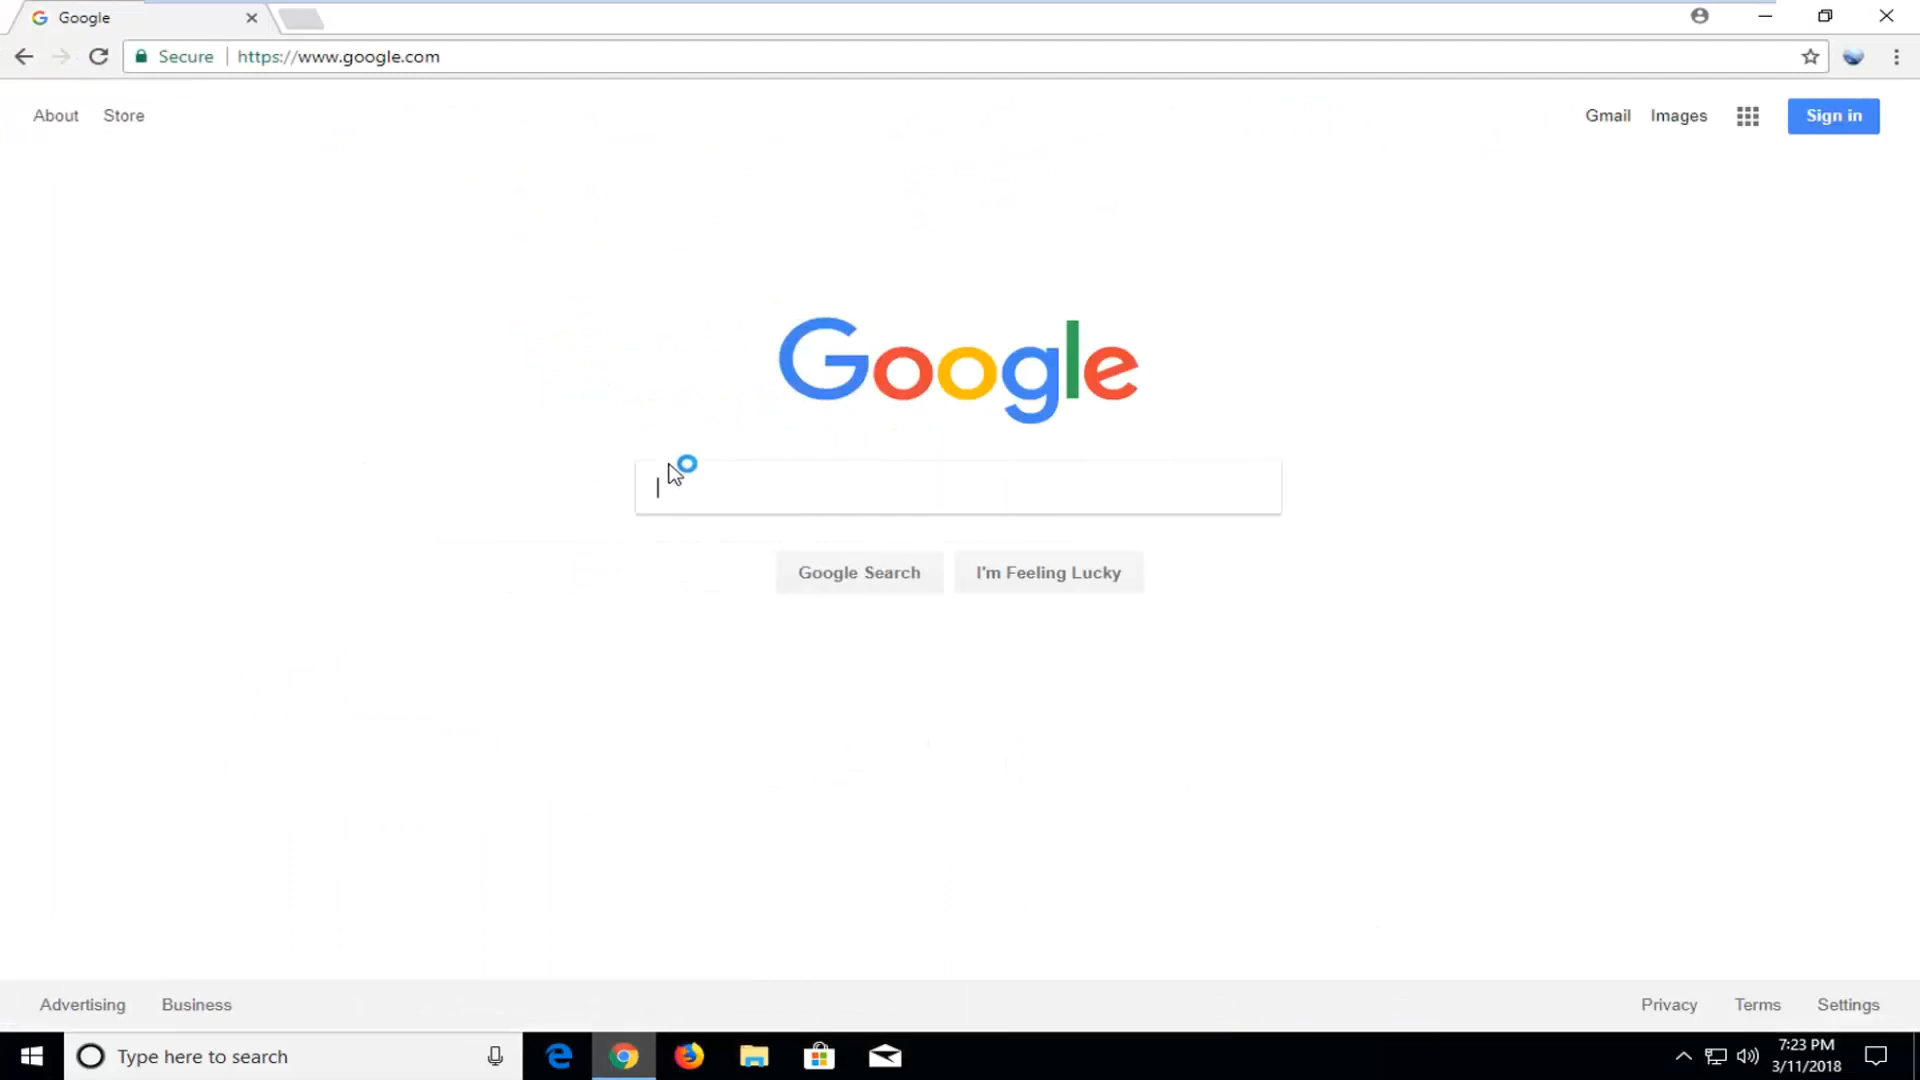 Google
Secure https://www.google.com
About Store Gmail Images Sign in
Google
Google Search I'm Feeling Lucky
Advertising Business Privacy Terms Settings
Type here to search 7:23 PM
3/11/2018